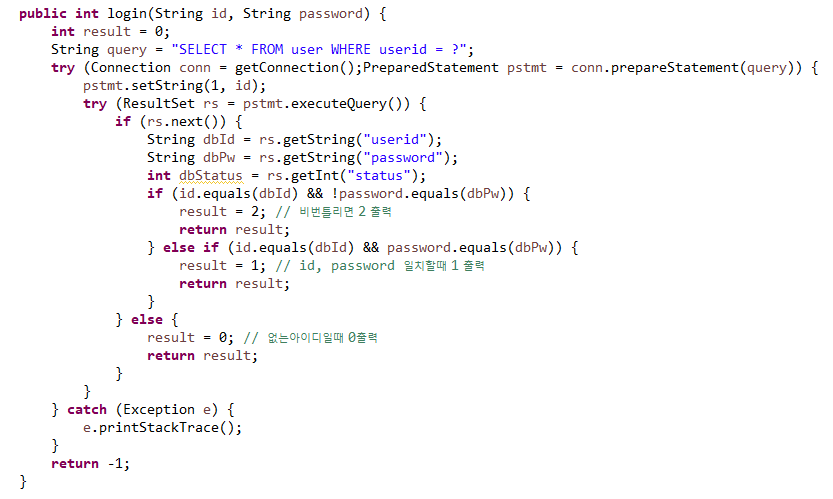 public int login(String id, String password) {
    int result = 0;
    String query = "SELECT * FROM user WHERE userid = ?";
    try (Connection conn = getConnection();PreparedStatement pstmt = conn.prepareStatement(query)) {
        pstmt.setString(1, id);
        try (ResultSet rs = pstmt.executeQuery()) {
            if (rs.next()) {
                String dbId = rs.getString("userid");
                String dbPw = rs.getString("password");
                int dbStatus = rs.getInt("status");
                if (id.equals(dbId) && !password.equals(dbPw)) {
                    result = 2; // 비번틀리면 2 출력
                    return result;
                } else if (id.equals(dbId) && password.equals(dbPw)) {
                    result = 1; // id, password 일치할때 1 출력
                    return result;
                }
            } else {
                result = 0; // 없는아이디일때 0출력
                return result;
            }
        }
    } catch (Exception e) {
        e.printStackTrace();
    }
    return -1;
}